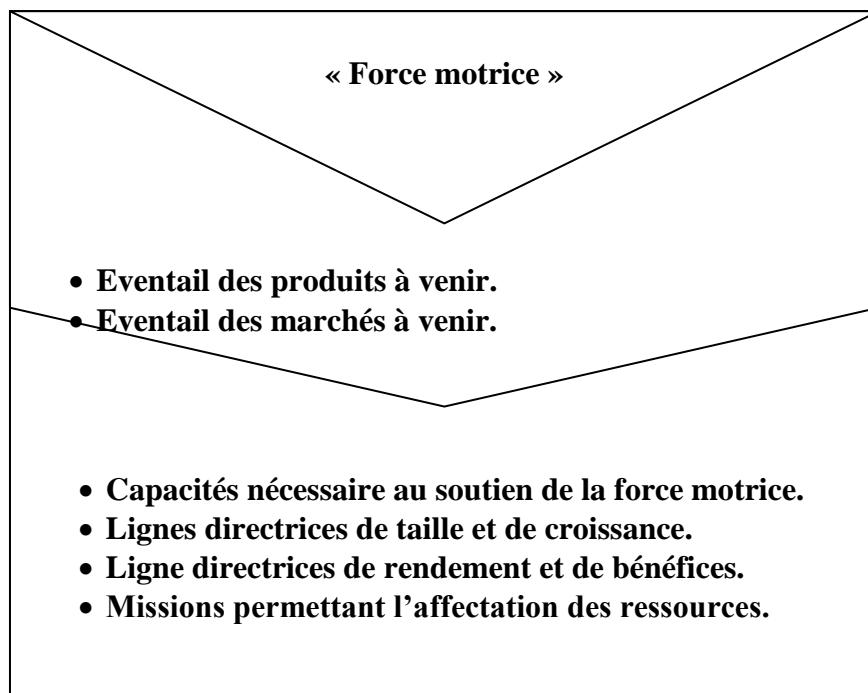 « Force motrice »
• Eventail des produits à venir.
• Eventail des marchés à venir.
• Capacités nécessaire au soutien de la force motrice.
• Lignes directrices de taille et de croissance.
• Ligne directrices de rendement et de bénéfices.
• Missions permettant l’affectation des ressources.